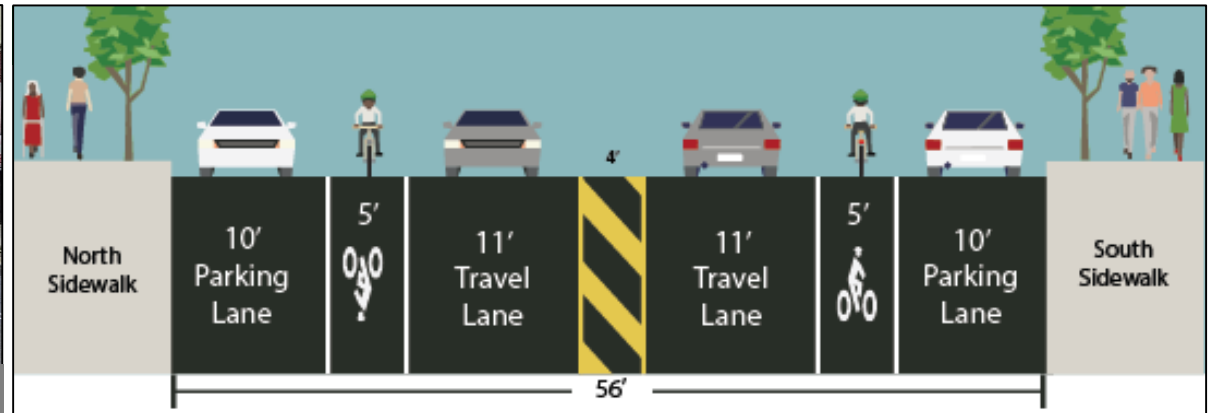 4′
North
Sidewalk
10′
Parking
Lane
5′
11′
Travel
Lane
11′
Travel
Lane
5′
10′
Parking
Lane
South
Sidewalk
56′